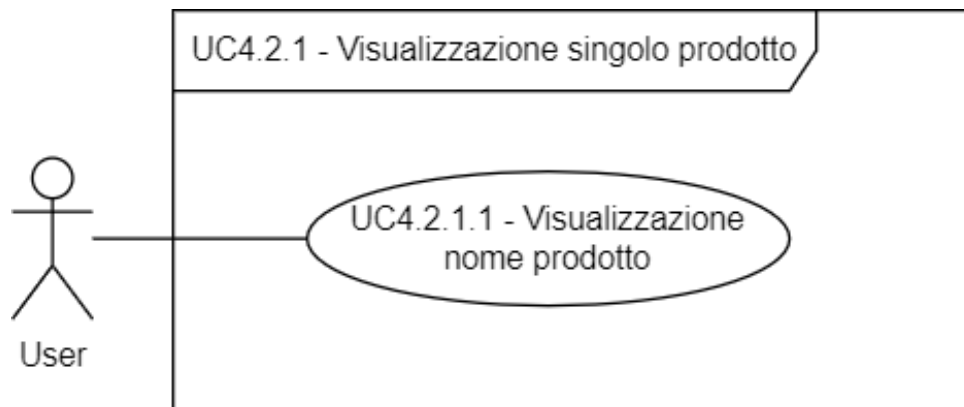 UC4.2.1 - Visualizzazione singolo prodotto
UC4.2.1.1 - Visualizzazione
nome prodotto
User